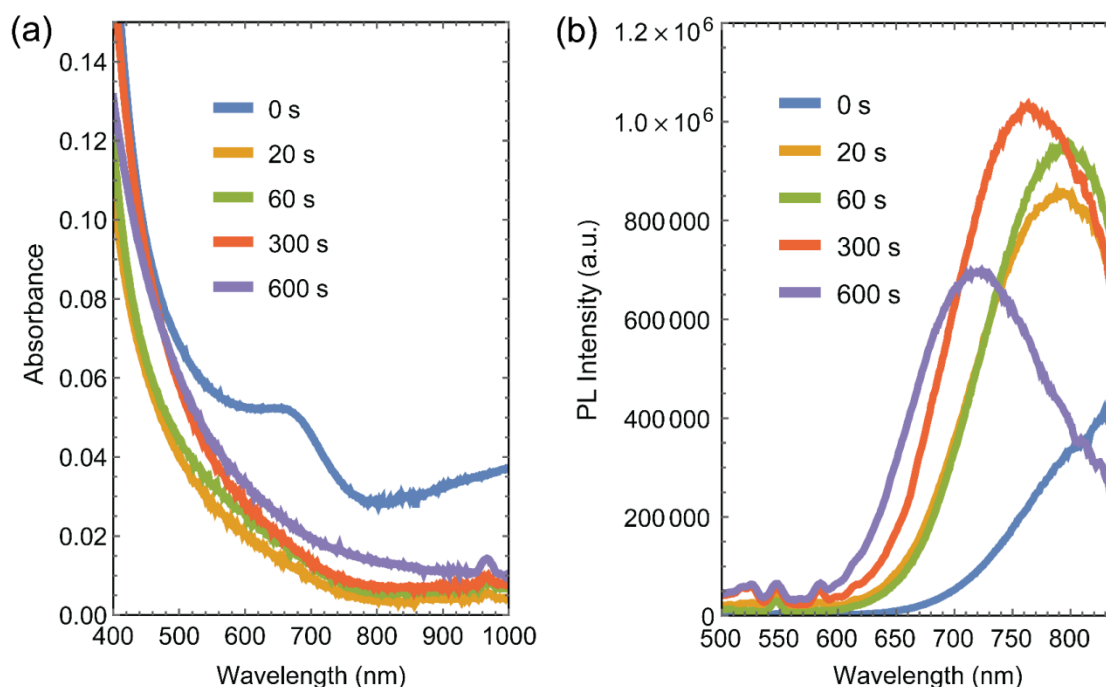 (a)
Absorbance
0.14
0.12
0.10
0.08
0.06
0.04
0.02
0.00
0 s
20 s
60 s
300 s
600 s
400 500 600 700 800 900 1000
Wavelength (nm)
(b)
PL Intensity (a.u.)
1.2 × 10⁶
1.0 × 10⁶
800 000
600 000
400 000
200 000
0
0 s
20 s
60 s
300 s
600 s
500 550 600 650 700 750 800
Wavelength (nm)